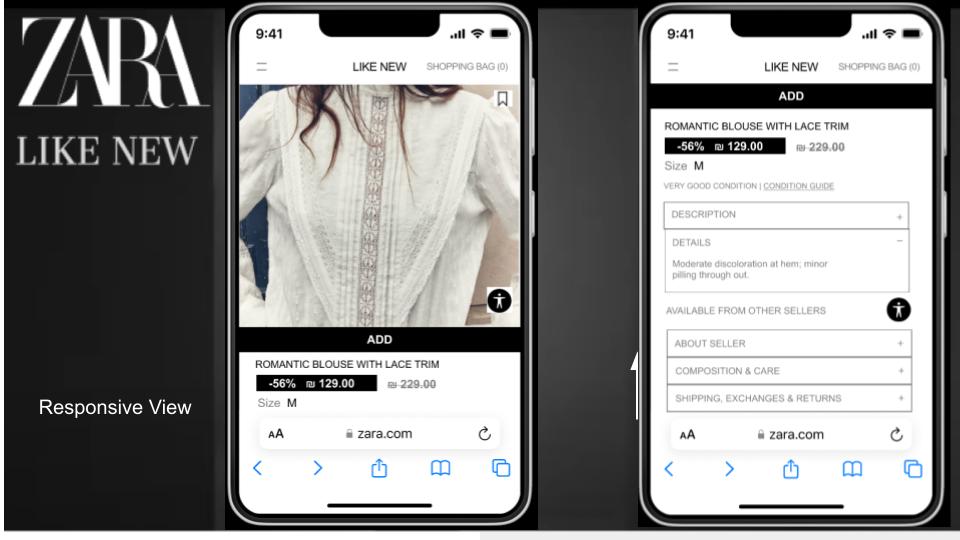 ZARA
LIKE NEW
Responsive View
9:41
LIKE NEW SHOPPING BAG (0)
ADD
ROMANTIC BLOUSE WITH LACE TRIM
-56% ₪ 129.00 ₪ 229.00
Size M
AA zara.com
9:41
LIKE NEW SHOPPING BAG (0)
ADD
ROMANTIC BLOUSE WITH LACE TRIM
-56% ₪ 129.00 ₪ 229.00
Size M
VERY GOOD CONDITION | CONDITION GUIDE
DESCRIPTION +
DETAILS –
Moderate discoloration at hem; minor
pilling through out.
AVAILABLE FROM OTHER SELLERS
ABOUT SELLER +
COMPOSITION & CARE +
SHIPPING, EXCHANGES & RETURNS +
AA zara.com